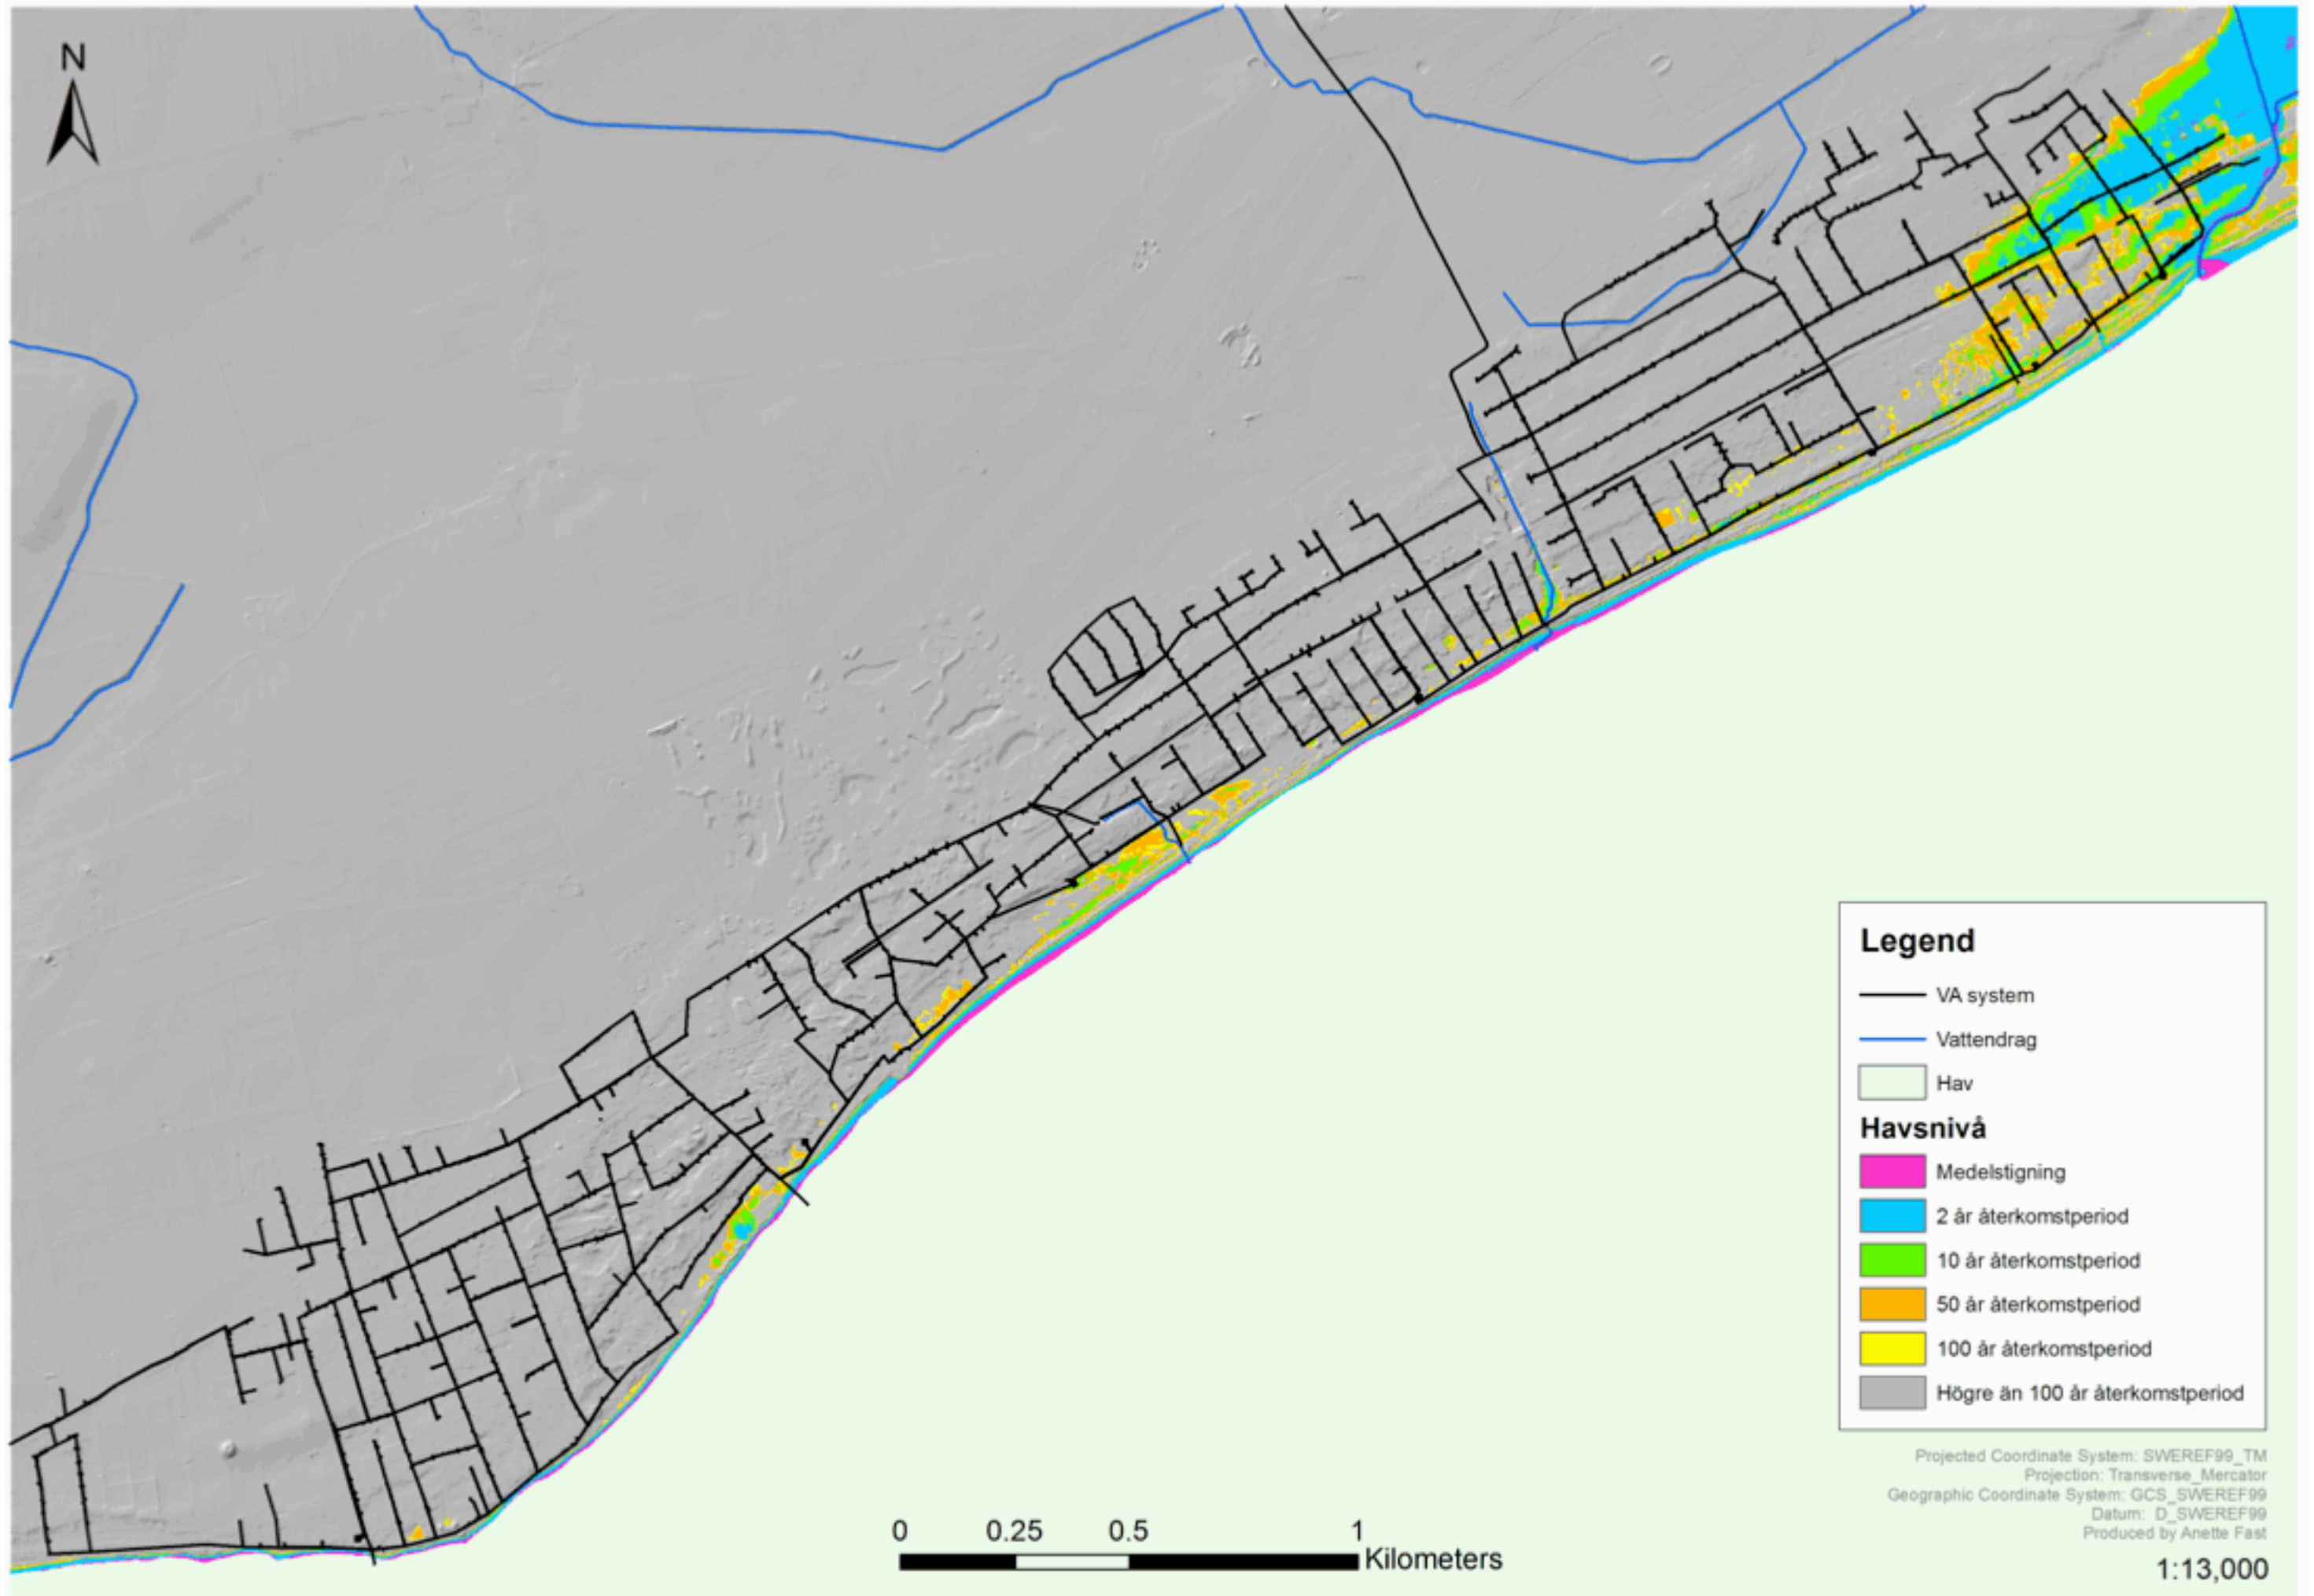 N
Legend
VA system
Vattendrag
Hav
Havsnivå
Medelstigning
2 år återkomstperiod
10 år återkomstperiod
50 år återkomstperiod
100 år återkomstperiod
Högre än 100 år återkomstperiod
Projected Coordinate System: SWEREF99_TM
Projection: Transverse_Mercator
Geographic Coordinate System: GCS_SWEREF99
Datum: D_SWEREF99
Produced by Anette Fast
1:13,000
0 0.25 0.5 1
Kilometers